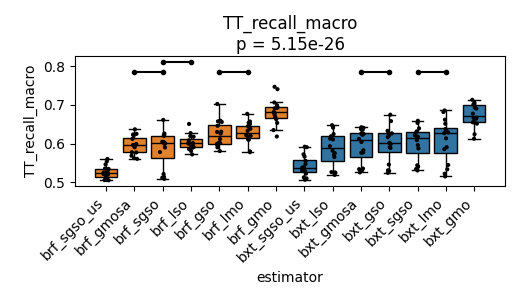 TT_recall_macro
p = 5.15e-26
TT_recall_macro
0.8
0.7
0.6
0.5
brf_sgso_us
brf_gmosa
brf_sgso
brf_lso
brf_gso
brf_lmo
brf_gmo
bxt_sgso_us
bxt_lso
bxt_gmosa
bxt_gso
bxt_sgso
bxt_lmo
bxt_gmo
estimator